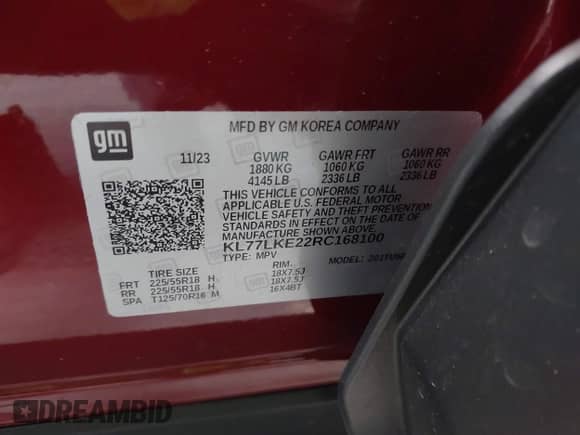 gm
MFD BY GM KOREA COMPANY
11/23 GVWR GAWR FRT GAWR RR
1880 KG 1060 KG 1060 KG
4145 LB 2336 LB 2336 LB
THIS VEHICLE CONFORMS TO ALL
APPLICABLE U.S. FEDERAL MOTOR
VEHICLE SAFETY AND THEFT PREVENTION
STANDARDS IN EFFECT ON THE DATE OF
MANUFACTURE SHOWN ABOVE.
KL77LKE22RC168100
TYPE: MPV MODEL:
TIRE SIZE RIM
FRT 225/55R18 H 18X7.5J
RR 225/55R18 H 18X7.5J
SPA T125/70R16 M 16X4BT
DREAMBID